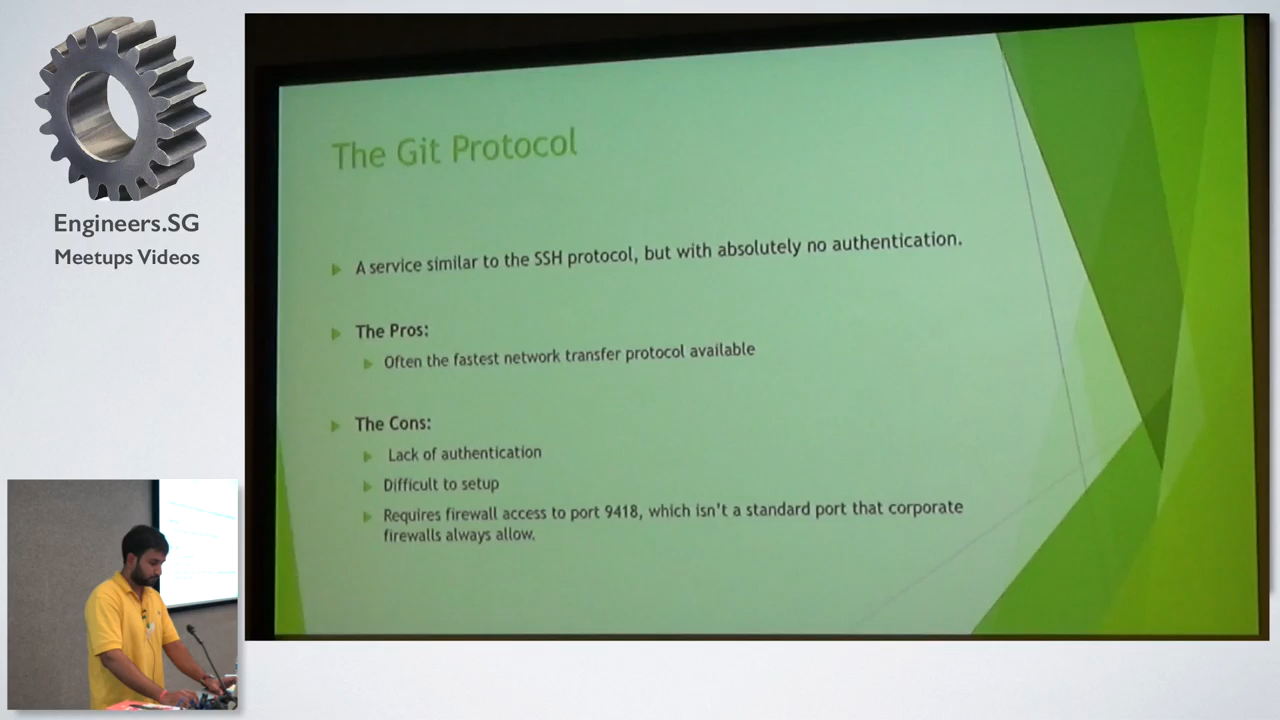 Engineers.SG
Meetups Videos
The Git Protocol
A service similar to the SSH protocol, but with absolutely no authentication.
The Pros:
Often the fastest network transfer protocol available
The Cons:
Lack of authentication
Difficult to setup
Requires firewall access to port 9418, which isn't a standard port that corporate
firewalls always allow.